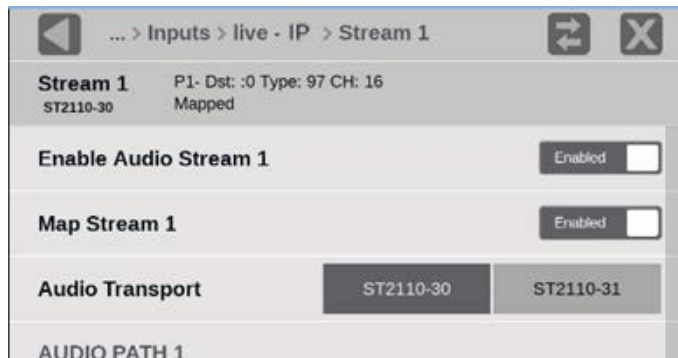 ... > Inputs > live - IP > Stream 1
Stream 1 P1- Dst: :0 Type: 97 CH: 16
ST2110-30 Mapped
Enable Audio Stream 1 Enabled
Map Stream 1 Enabled
Audio Transport ST2110-30 ST2110-31
AUDIO PATH 1